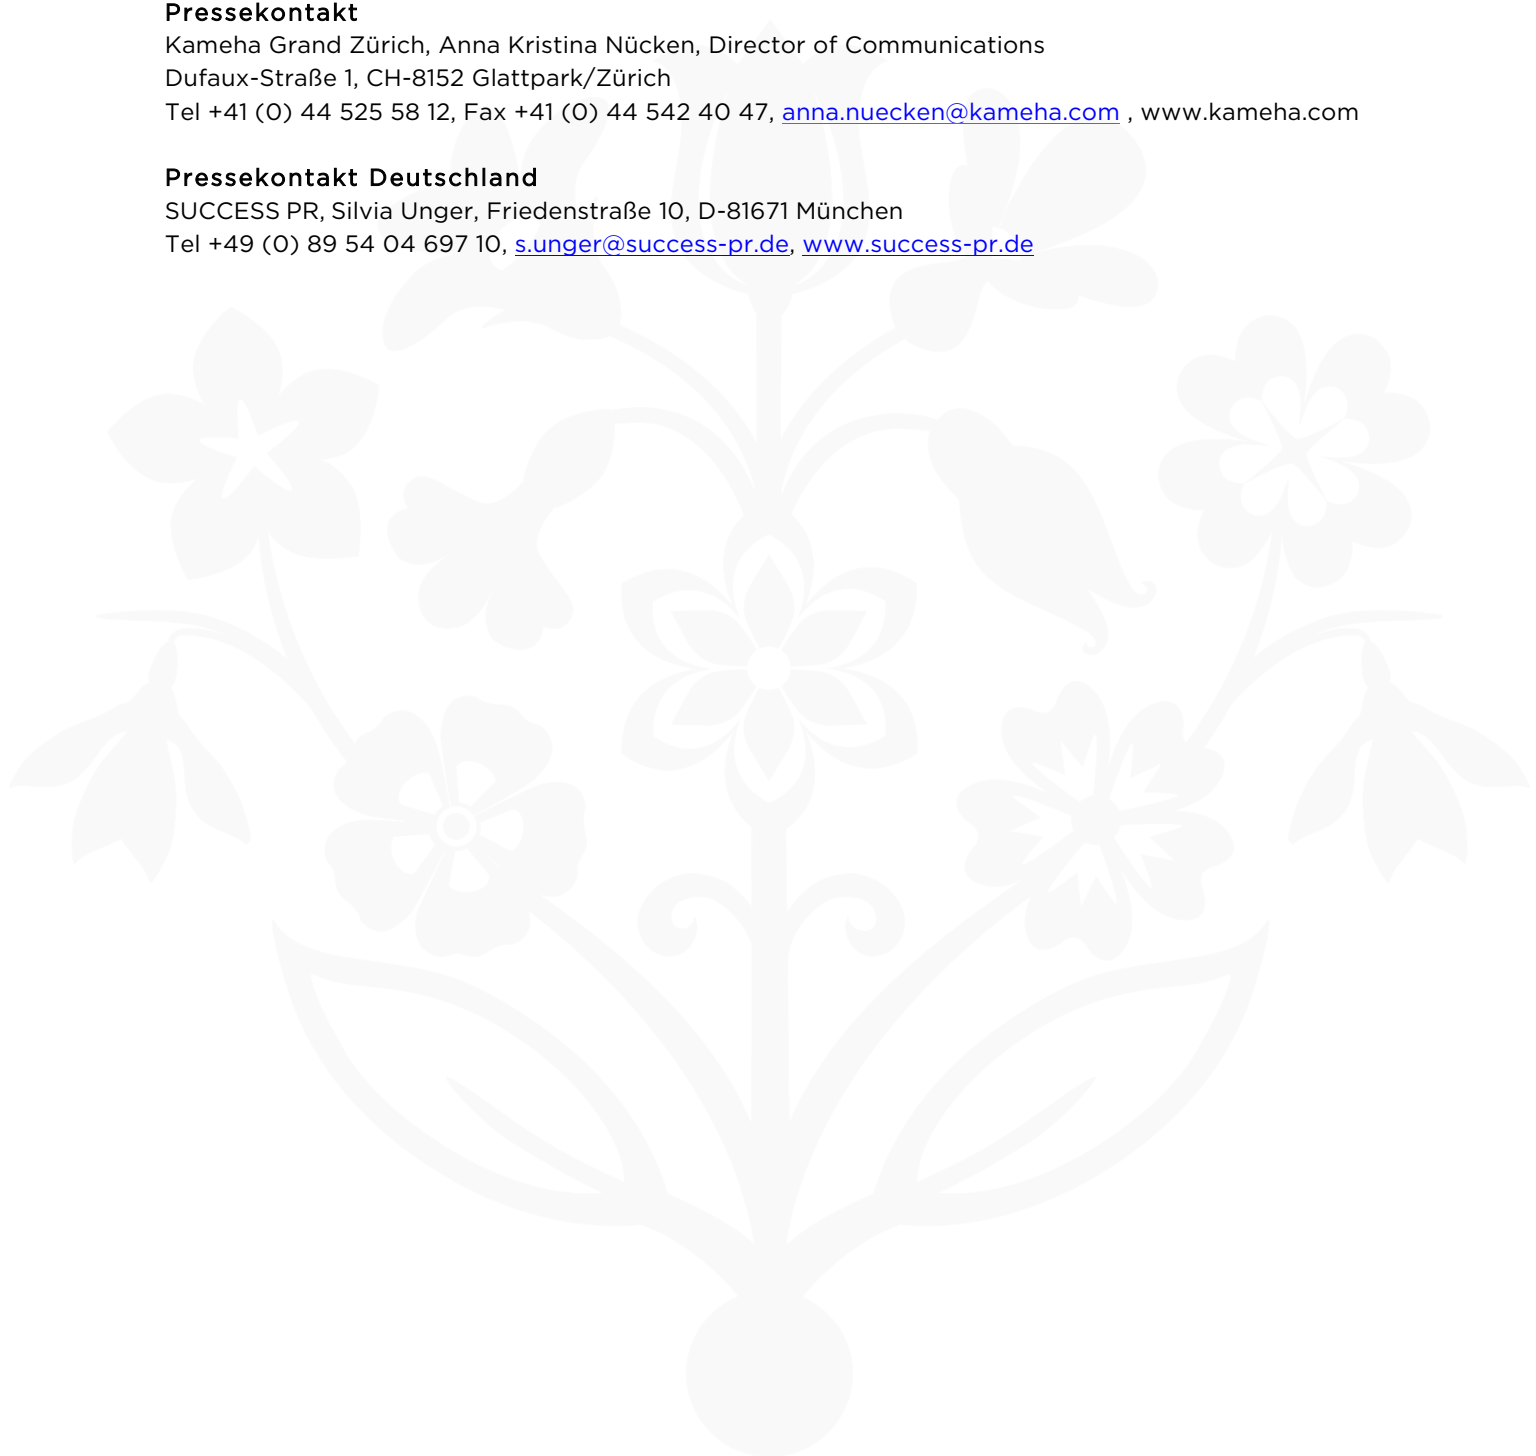 Pressekontakt
Kameha Grand Zürich, Anna Kristina Nücken, Director of Communications
Dufaux-Straße 1, CH-8152 Glattpark/Zürich
Tel +41 (0) 44 525 58 12, Fax +41 (0) 44 542 40 47, anna.nuecken@kameha.com , www.kameha.com
Pressekontakt Deutschland
SUCCESS PR, Silvia Unger, Friedenstraße 10, D-81671 München
Tel +49 (0) 89 54 04 697 10, s.unger@success-pr.de, www.success-pr.de